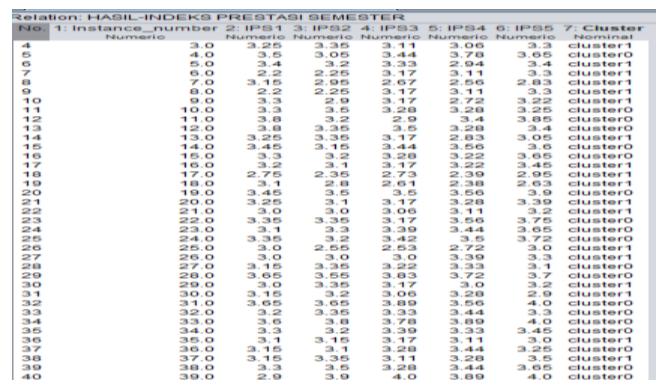 Relation: HASIL-INDEKS PRESTASI SEMESTER
No. 1: Instance_number 2: IPS1 3: IPS2 4: IPS3 5: IPS4 6: IPS5 7: Cluster
Numeric Numeric Numeric Numeric Numeric Numeric Nominal
4 3.0 3.25 3.35 3.11 3.05 3.3 cluster1
5 4.0 3.5 3.05 3.44 3.78 3.65 cluster0
6 5.0 3.4 3.2 3.33 2.94 3.4 cluster1
7 6.0 2.2 2.25 3.17 3.11 3.3 cluster1
8 7.0 3.15 2.95 2.67 2.56 2.83 cluster1
9 8.0 2.2 2.25 3.17 3.11 3.3 cluster1
10 9.0 3.3 2.9 3.17 2.72 3.22 cluster1
11 10.0 3.3 3.5 3.28 3.28 3.25 cluster0
12 11.0 3.8 3.2 2.9 3.4 3.85 cluster0
13 12.0 3.8 3.35 3.5 3.28 3.4 cluster0
14 13.0 3.25 3.35 3.17 2.83 3.05 cluster1
15 14.0 3.45 3.15 3.44 3.56 3.6 cluster0
16 15.0 3.3 3.2 3.28 3.22 3.65 cluster0
17 16.0 3.2 3.1 3.17 3.22 3.45 cluster1
18 17.0 2.75 2.35 2.73 2.39 2.95 cluster1
19 18.0 3.1 2.8 2.61 2.38 2.63 cluster1
20 19.0 3.45 3.5 3.5 3.56 3.9 cluster0
21 20.0 3.25 3.1 3.17 3.28 3.39 cluster1
22 21.0 3.0 3.0 3.06 3.11 3.2 cluster1
23 22.0 3.35 3.35 3.17 3.56 3.75 cluster0
24 23.0 3.1 3.3 3.39 3.44 3.65 cluster0
25 24.0 3.35 3.2 3.42 3.5 3.72 cluster0
26 25.0 3.0 2.55 2.53 2.72 3.0 cluster1
27 26.0 3.0 3.0 3.0 3.39 3.3 cluster1
28 27.0 3.15 3.35 3.22 3.33 3.1 cluster0
29 28.0 3.65 3.55 3.83 3.72 3.7 cluster0
30 29.0 3.0 3.35 3.17 3.0 3.2 cluster1
31 30.0 3.15 3.2 3.06 3.28 2.9 cluster1
32 31.0 3.65 3.65 3.89 3.56 4.0 cluster0
33 32.0 3.2 3.35 3.33 3.44 3.3 cluster0
34 33.0 3.6 3.8 3.78 3.89 4.0 cluster0
35 34.0 3.3 3.2 3.39 3.33 3.45 cluster0
36 35.0 3.1 3.15 3.17 3.11 3.0 cluster1
37 36.0 3.15 3.1 3.28 3.44 3.25 cluster0
38 37.0 3.15 3.35 3.11 3.28 3.5 cluster1
39 38.0 3.3 3.5 3.28 3.44 3.65 cluster0
40 39.0 2.9 3.9 4.0 3.89 4.0 cluster0